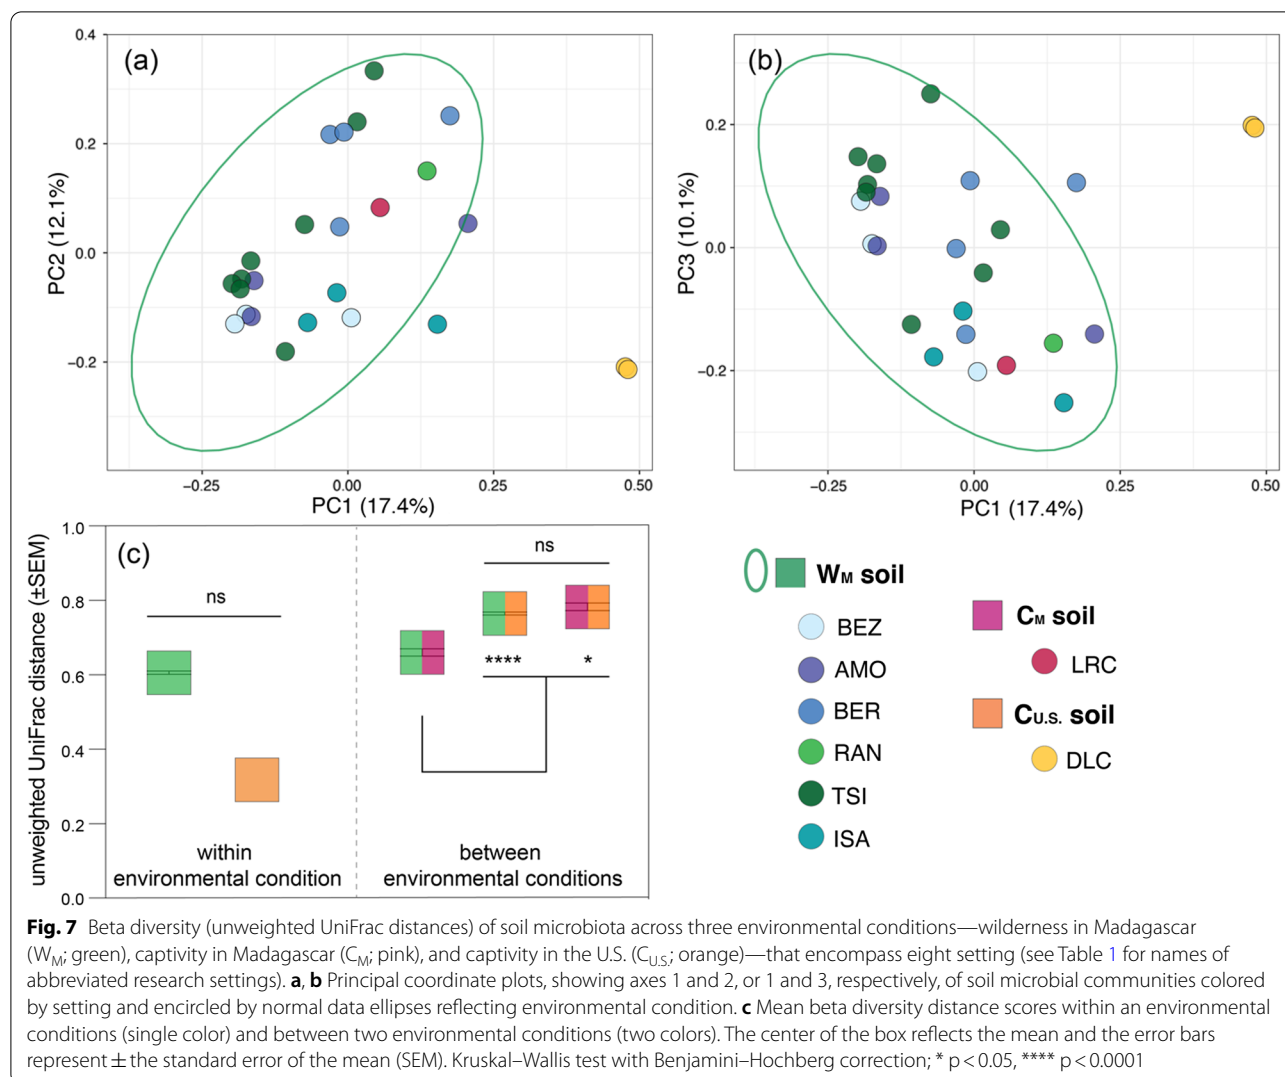 (a)
0.4
0.2
0.0
−0.2
PC2 (12.1%)
−0.25
0.00
0.25
0.50
PC1 (17.4%)
(b)
0.2
0.0
−0.2
PC3 (10.1%)
−0.25
0.00
0.25
0.50
PC1 (17.4%)
(c)
1.0
0.8
0.6
0.4
0.2
0.0
unweighted UniFrac distance (±SEM)
ns
ns
****
*
within
environmental condition
between
environmental conditions
WM soil
BEZ
AMO
BER
RAN
TSI
ISA
CM soil
LRC
CU.S. soil
DLC
Fig. 7 Beta diversity (unweighted UniFrac distances) of soil microbiota across three environmental conditions—wilderness in Madagascar
(WM; green), captivity in Madagascar (CM; pink), and captivity in the U.S. (CU.S.; orange)—that encompass eight setting (see Table 1 for names of
abbreviated research settings). a, b Principal coordinate plots, showing axes 1 and 2, or 1 and 3, respectively, of soil microbial communities colored
by setting and encircled by normal data ellipses reflecting environmental condition. c Mean beta diversity distance scores within an environmental
conditions (single color) and between two environmental conditions (two colors). The center of the box reflects the mean and the error bars
represent ± the standard error of the mean (SEM). Kruskal–Wallis test with Benjamini–Hochberg correction; * p < 0.05, **** p < 0.0001